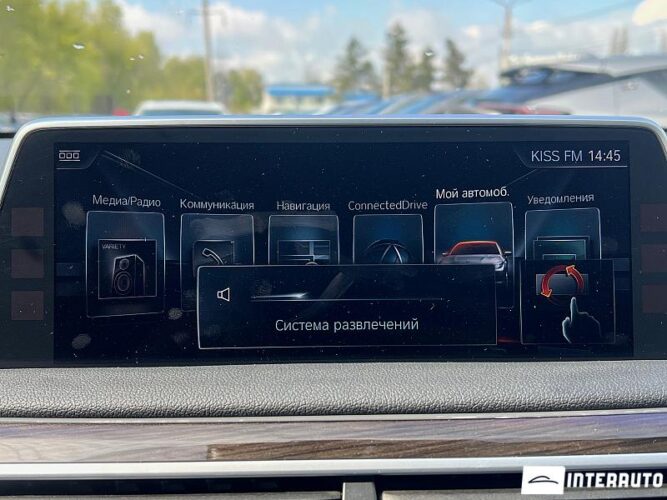 KISS FM 14:45
Медиа/Радио
Коммуникация
Навигация
ConnectedDrive
Мой автомоб.
Уведомления
VARIETY
Система развлечений
INTERAUTO